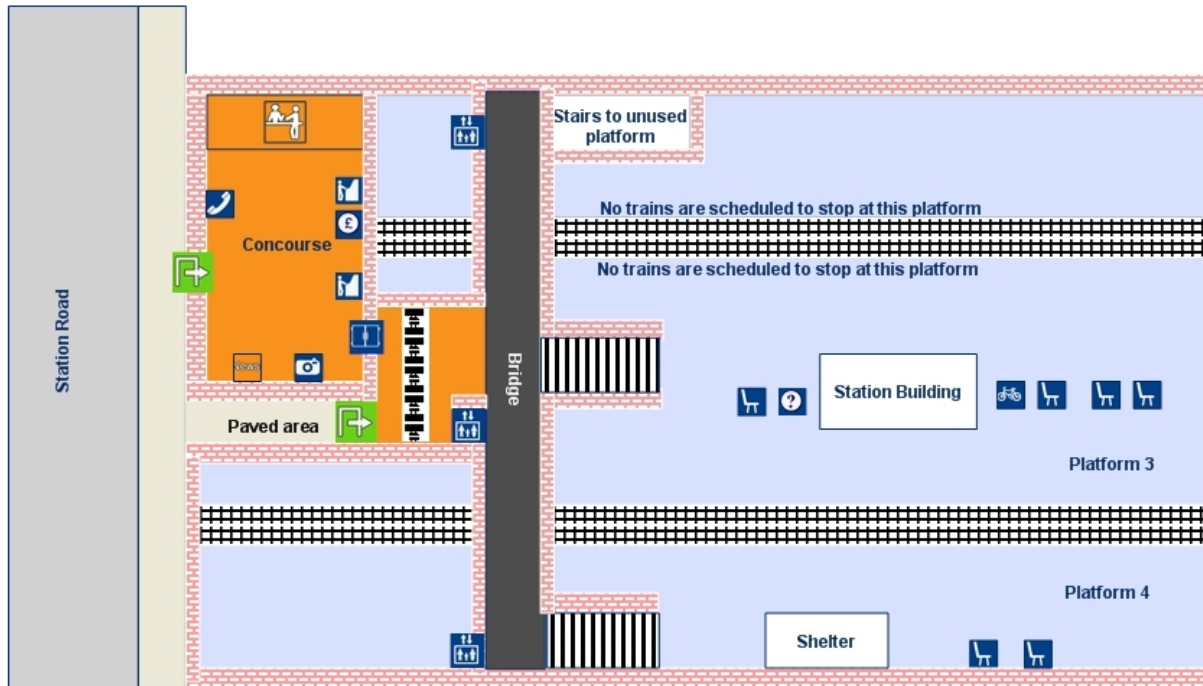 Stairs to unused
platform
No trains are scheduled to stop at this platform
£
Concourse
No trains are scheduled to stop at this platform
Station Road
Bridge
News
?
Station Building
Paved area
Platform 3
Platform 4
Shelter